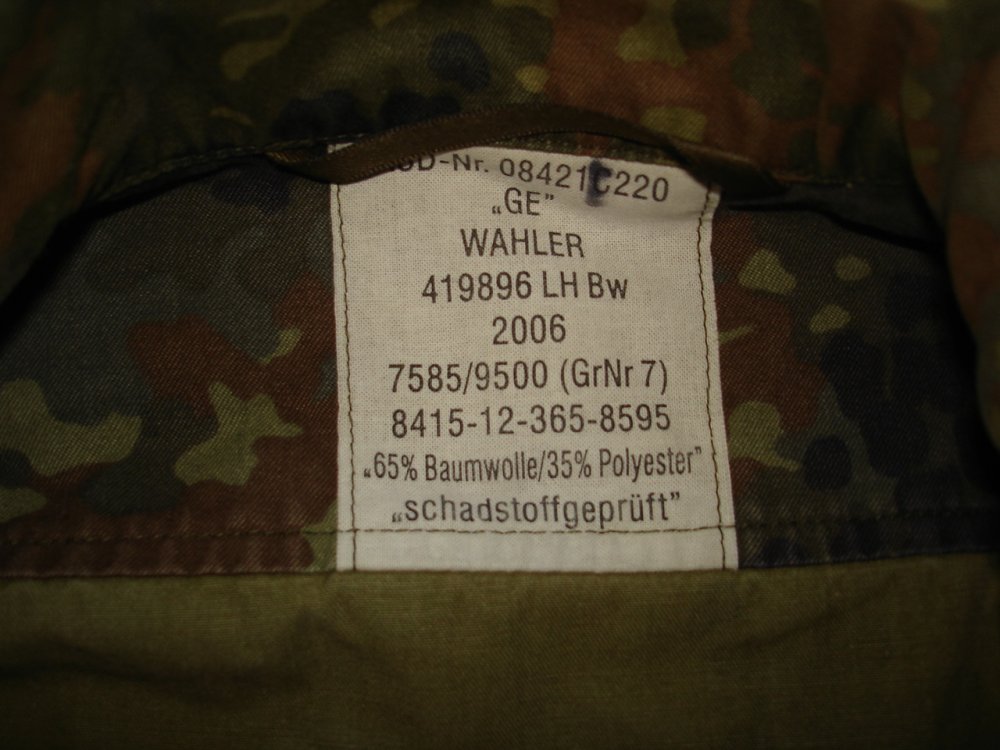 D-Nr. 08421C220
„GE”
WAHLER
419896 LH Bw
2006
7585/9500 (GrNr 7)
8415-12-365-8595
„65% Baumwolle/35% Polyester”
„schadstoffgeprüft”